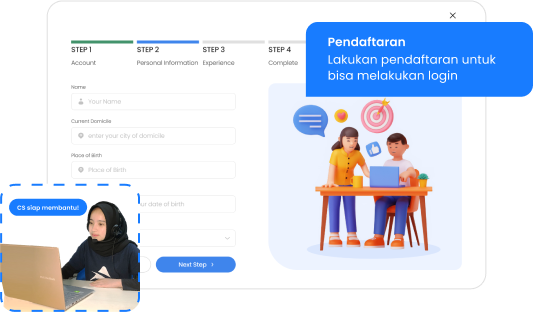 Pendaftaran
Lakukan pendaftaran untuk
bisa melakukan login
STEP 1
STEP 2
STEP 3
STEP 4
Account
Personal Information
Experience
Complete
Name
Your Name
Current Domicile
enter your city of domicile
Place of Birth
Place of Birth
date of birth
CS siap membantu!
Next Step